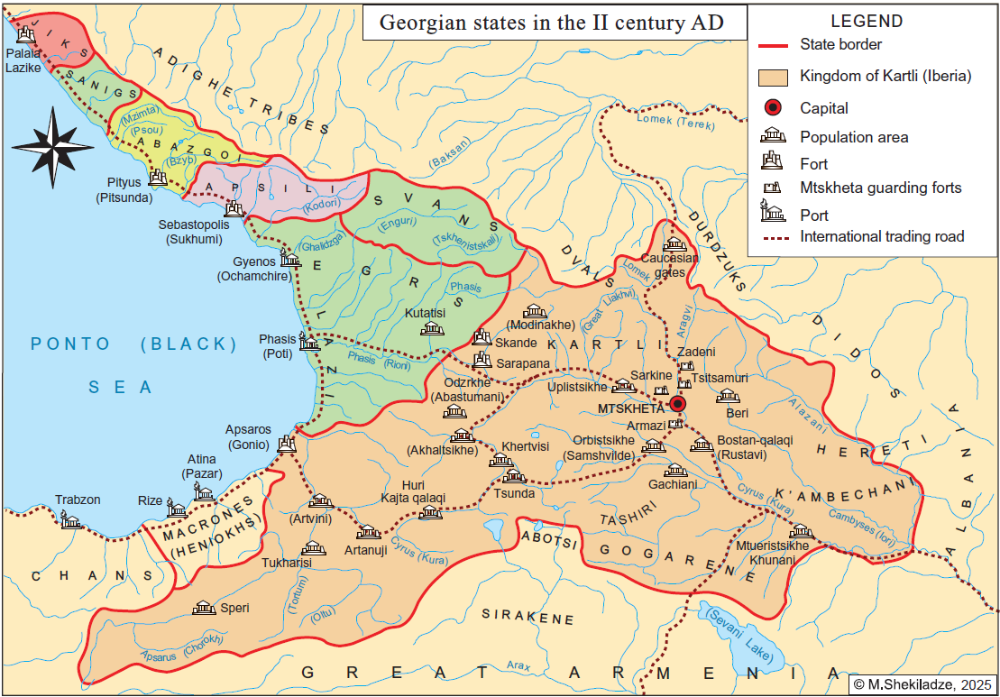 Georgian states in the II century AD
LEGEND
State border
Kingdom of Kartli (Iberia)
Capital
Population area
Fort
Mtskheta guarding forts
Port
International trading road
JIKS
Palala
Lazike
SANIGS
ADIGHE TRIBES
(Mzimta)
(Psou)
ABAZGOI
(Bzyb)
Pityus
(Pitsunda)
APSILI
(Kodori)
Sebastopolis
(Sukhumi)
(Baksan)
Lomek (Terek)
SVANS
(Enguri)
(Tskhenistskali)
(Ghalidzga)
Gyenos
(Ochamchire)
EGRS
Phasis
DVALS
DURDZUKS
Caucasian
gates
Lomek
(Great Liakhvi)
Aragvi
(Modinakhe)
Kutatisi
LAZI
Phasis
(Poti)
Phasis (Rioni)
Skande
Sarapana
KARTLI
Zadeni
Sarkine
Tsitsamuri
Uplistsikhe
MTSKHETA
Armazi
Beri
DIDOS
Alazani
HERETI
ALBANIA
PONTO (BLACK)
SEA
Odzrkhe
(Abastumani)
(Akhaltsikhe)
Khertvisi
Tsunda
Orbistsikhe
(Samshvilde)
Bostan-qalaqi
(Rustavi)
Gachiani
Cyrus (Kura)
K'AMBECHANI
Cambyses (Iori)
Apsaros
(Gonio)
Atina
(Pazar)
Rize
Trabzon
MACRONES
(HENIOKHS)
CHANS
(Artvini)
Huri
Kajta qalaqi
Artanuji
Cyrus (Kura)
Tukharisi
TASHIRI
ABOTSI
GOGARENE
Mtueristsikhe
Khunani
Speri
(Tortum)
(Oltu)
Apsarus (Chorokh)
SIRAKENE
(Sevani Lake)
Arax
GREAT ARMENIA
© M.Shekiladze, 2025